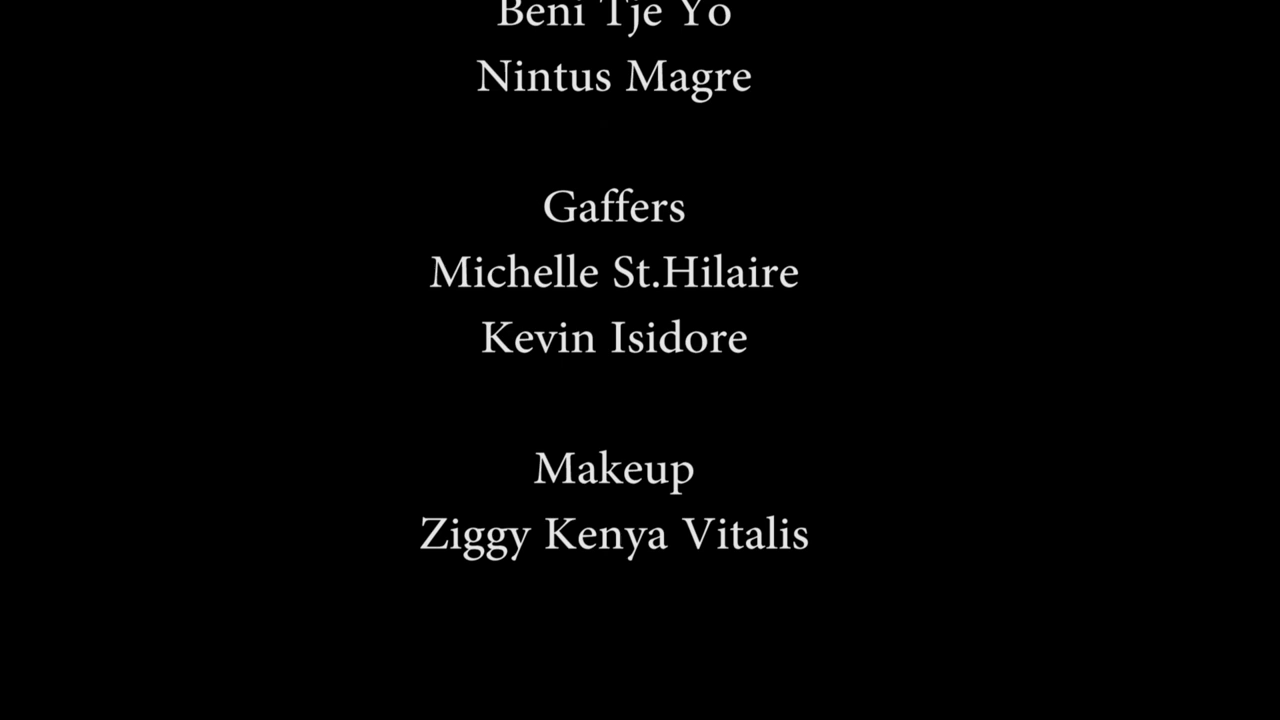 Beni Tje Yo
Nintus Magre
Gaffers
Michelle St.Hilaire
Kevin Isidore
Makeup
Ziggy Kenya Vitalis